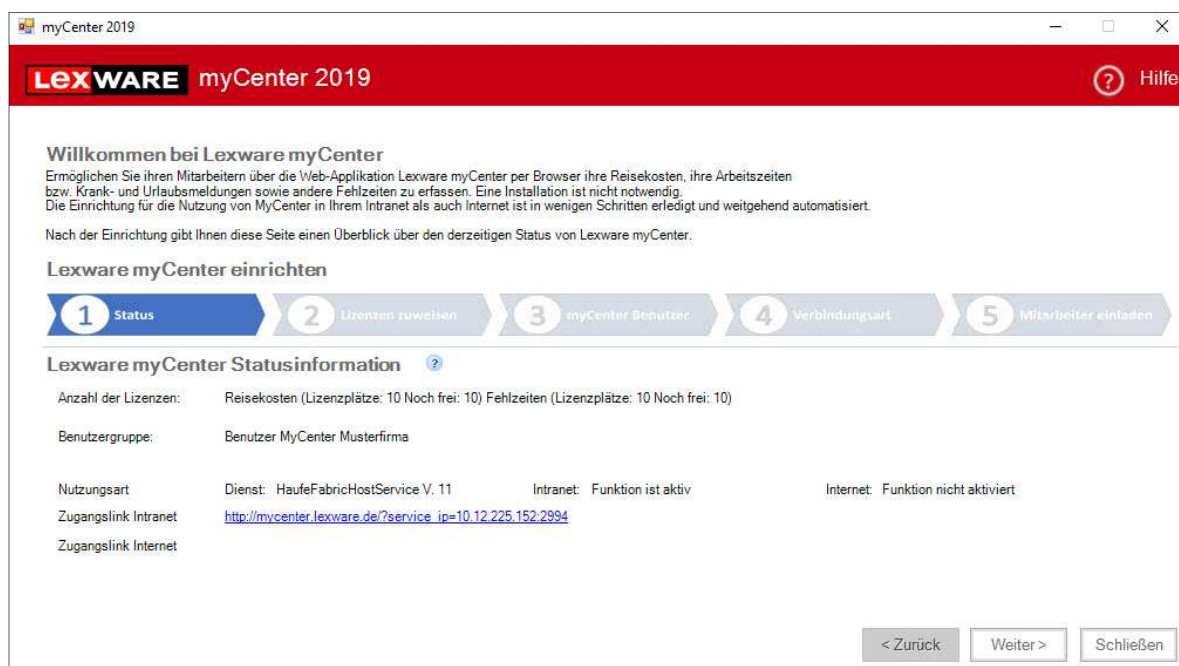 myCenter 2019
LEXWARE myCenter 2019
? Hilfe
Willkommen bei Lexware myCenter
Ermöglichen Sie ihren Mitarbeitern über die Web-Applikation Lexware myCenter per Browser ihre Reisekosten, ihre Arbeitszeiten
bzw. Krank- und Urlaubsmeldungen sowie andere Fehlzeiten zu erfassen. Eine Installation ist nicht notwendig.
Die Einrichtung für die Nutzung von MyCenter in Ihrem Intranet als auch Internet ist in wenigen Schritten erledigt und weitgehend automatisiert.
Nach der Einrichtung gibt Ihnen diese Seite einen Überblick über den derzeitigen Status von Lexware myCenter.
Lexware myCenter einrichten
1 Status 2 Lizenzen zuweisen 3 myCenter Benutzer 4 Verbindungsart 5 Mitarbeiter einladen
Lexware myCenter Statusinformation ?
Anzahl der Lizenzen: Reisekosten (Lizenzplätze: 10 Noch frei: 10) Fehlzeiten (Lizenzplätze: 10 Noch frei: 10)
Benutzergruppe: Benutzer MyCenter Musterfirma
Nutzungsart Dienst: HaufeFabricHostService V. 11 Intranet: Funktion ist aktiv Internet: Funktion nicht aktiviert
Zugangslink Intranet http://mycenter.lexware.de/?service_ip=10.12.225.152:2994
Zugangslink Internet
< Zurück Weiter > Schließen